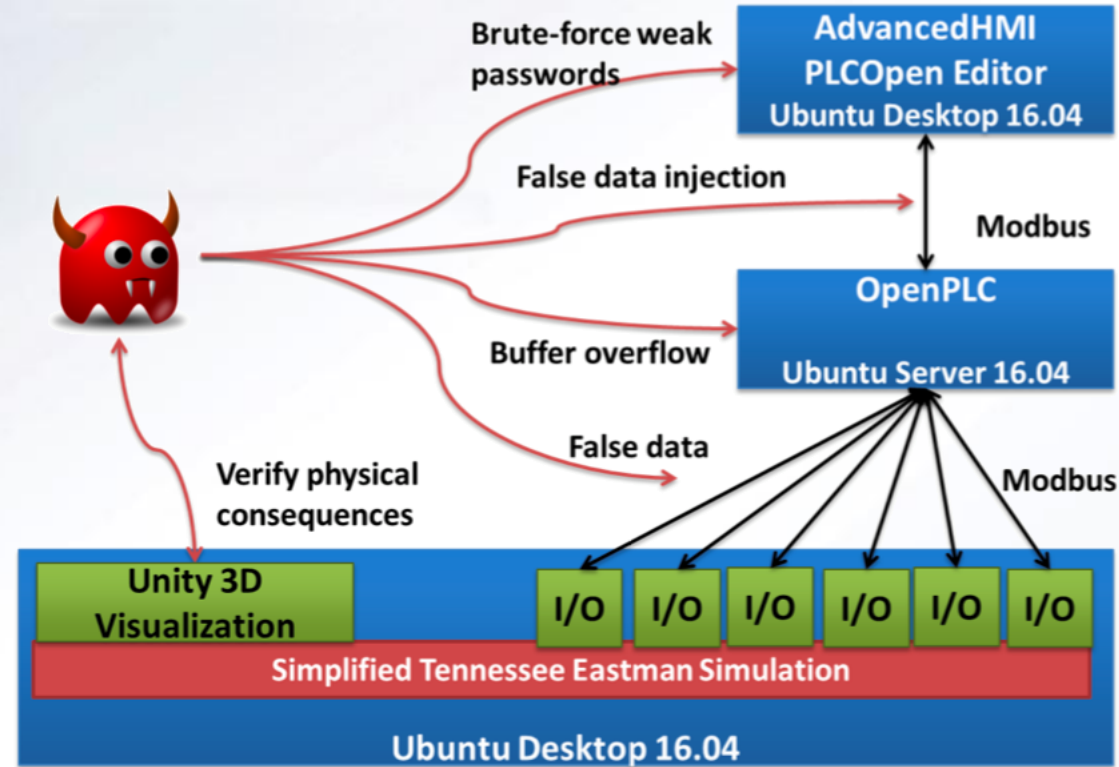 Brute-force weak
passwords
AdvancedHMI
PLCOpen Editor
Ubuntu Desktop 16.04
False data injection
Modbus
OpenPLC
Ubuntu Server 16.04
Buffer overflow
False data
Modbus
Verify physical
consequences
Unity 3D
Visualization
I/O I/O I/O I/O I/O I/O
Simplified Tennessee Eastman Simulation
Ubuntu Desktop 16.04